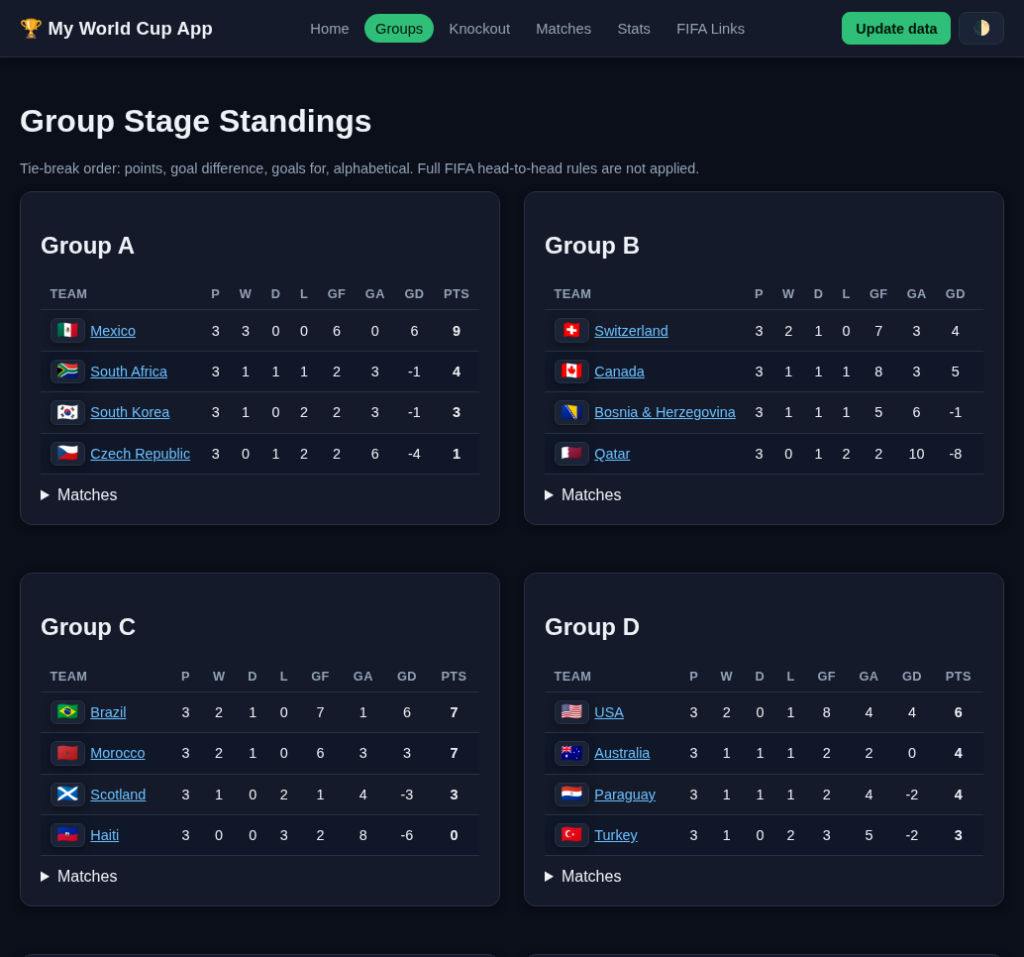 🏆 My World Cup App Home Groups Knockout Matches Stats FIFA Links Update data
Group Stage Standings
Tie-break order: points, goal difference, goals for, alphabetical. Full FIFA head-to-head rules are not applied.
Group A
TEAM P W D L GF GA GD PTS
Mexico 3 3 0 0 6 0 6 9
South Africa 3 1 1 1 2 3 -1 4
South Korea 3 1 0 2 2 3 -1 3
Czech Republic 3 0 1 2 2 6 -4 1
Matches
Group B
TEAM P W D L GF GA GD
Switzerland 3 2 1 0 7 3 4
Canada 3 1 1 1 8 3 5
Bosnia & Herzegovina 3 1 1 1 5 6 -1
Qatar 3 0 1 2 2 10 -8
Matches
Group C
TEAM P W D L GF GA GD PTS
Brazil 3 2 1 0 7 1 6 7
Morocco 3 2 1 0 6 3 3 7
Scotland 3 1 0 2 1 4 -3 3
Haiti 3 0 0 3 2 8 -6 0
Matches
Group D
TEAM P W D L GF GA GD PTS
USA 3 2 0 1 8 4 4 6
Australia 3 1 1 1 2 2 0 4
Paraguay 3 1 1 1 2 4 -2 4
Turkey 3 1 0 2 3 5 -2 3
Matches